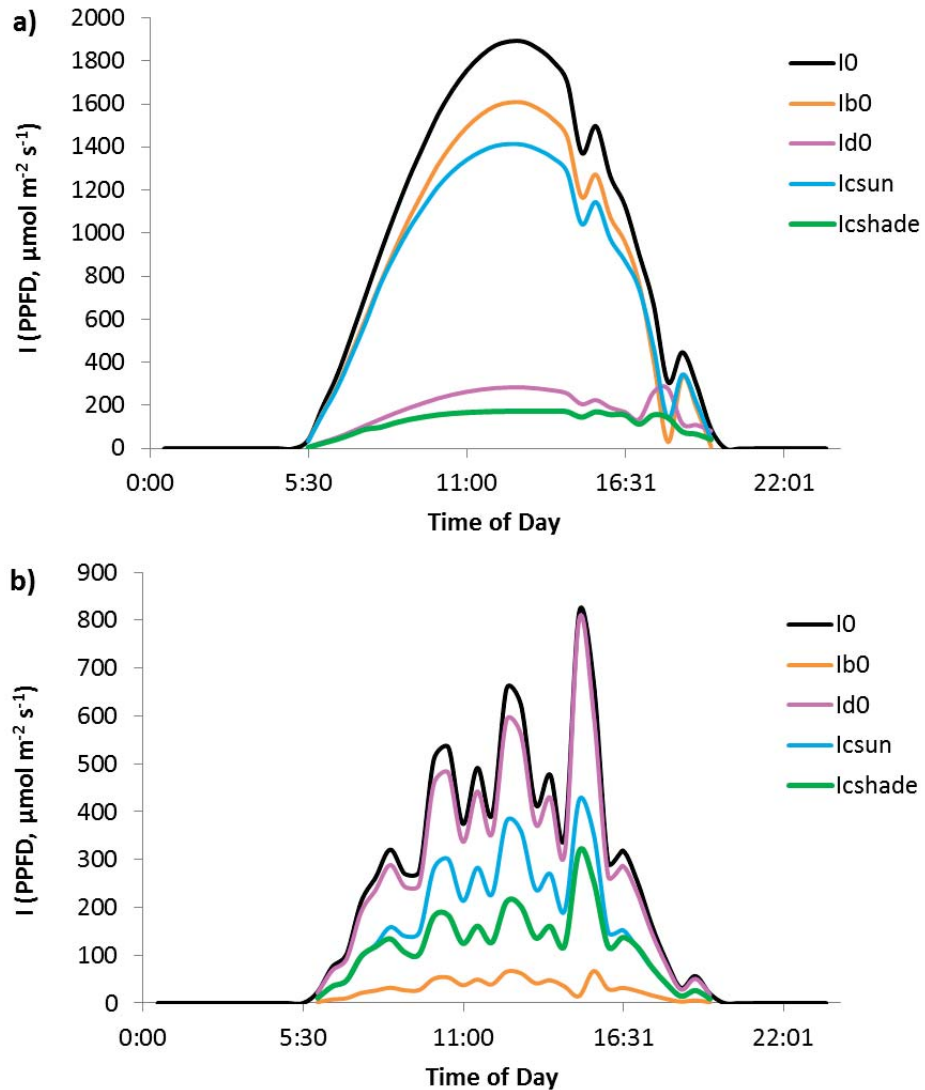 a)
2000
1800
1600
1400
1200
1000
800
600
400
200
0
I (PPFD, µmol m⁻² s⁻¹)
0:00 5:30 11:00 16:31 22:01
Time of Day
I0
Ib0
Id0
Icsun
Icshade
b)
900
800
700
600
500
400
300
200
100
0
I (PPFD, µmol m⁻² s⁻¹)
0:00 5:30 11:00 16:31 22:01
Time of Day
I0
Ib0
Id0
Icsun
Icshade